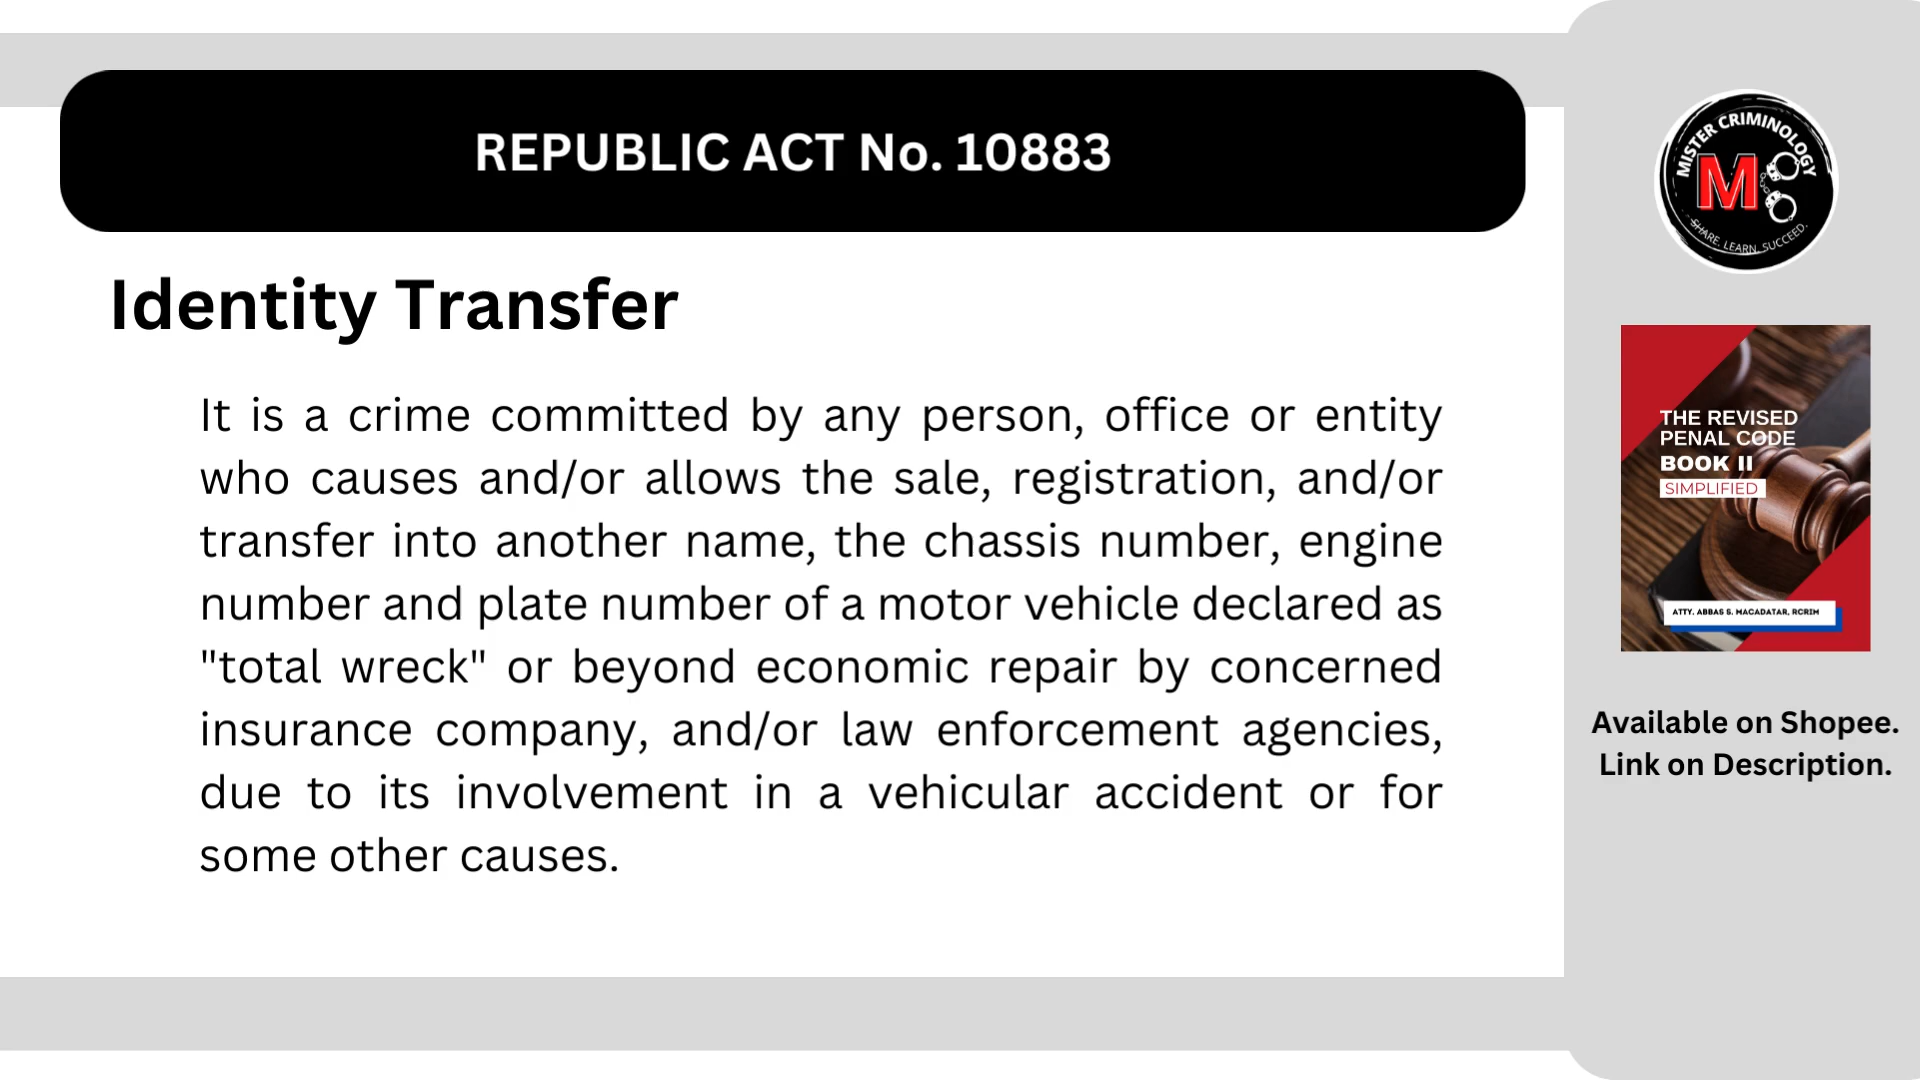 REPUBLIC ACT No. 10883
Identity Transfer
It is a crime committed by any person, office or entity
who causes and/or allows the sale, registration, and/or
transfer into another name, the chassis number, engine
number and plate number of a motor vehicle declared as
"total wreck" or beyond economic repair by concerned
insurance company, and/or law enforcement agencies,
due to its involvement in a vehicular accident or for
some other causes.
MISTER CRIMINOLOGY
M
SHARE. LEARN. SUCCEED.
THE REVISED
PENAL CODE
BOOK II
SIMPLIFIED
ATTY. ABBAS S. MACADATAR, RCRIM
Available on Shopee.
Link on Description.